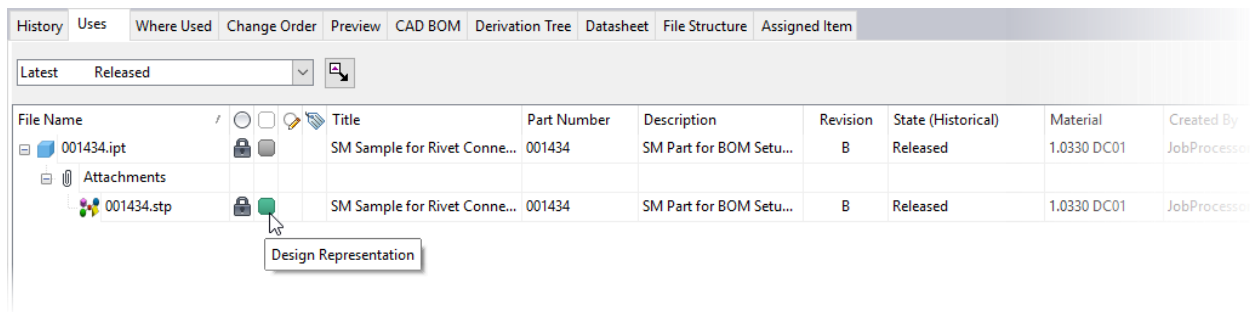 History Uses Where Used Change Order Preview CAD BOM Derivation Tree Datasheet File Structure Assigned Item
Latest Released
File Name Title Part Number Description Revision State (Historical) Material Created By
001434.ipt SM Sample for Rivet Conne... 001434 SM Part for BOM Setu... B Released 1.0330 DC01 JobProcesso
Attachments
001434.stp SM Sample for Rivet Conne... 001434 SM Part for BOM Setu... B Released 1.0330 DC01 JobProcesso
Design Representation